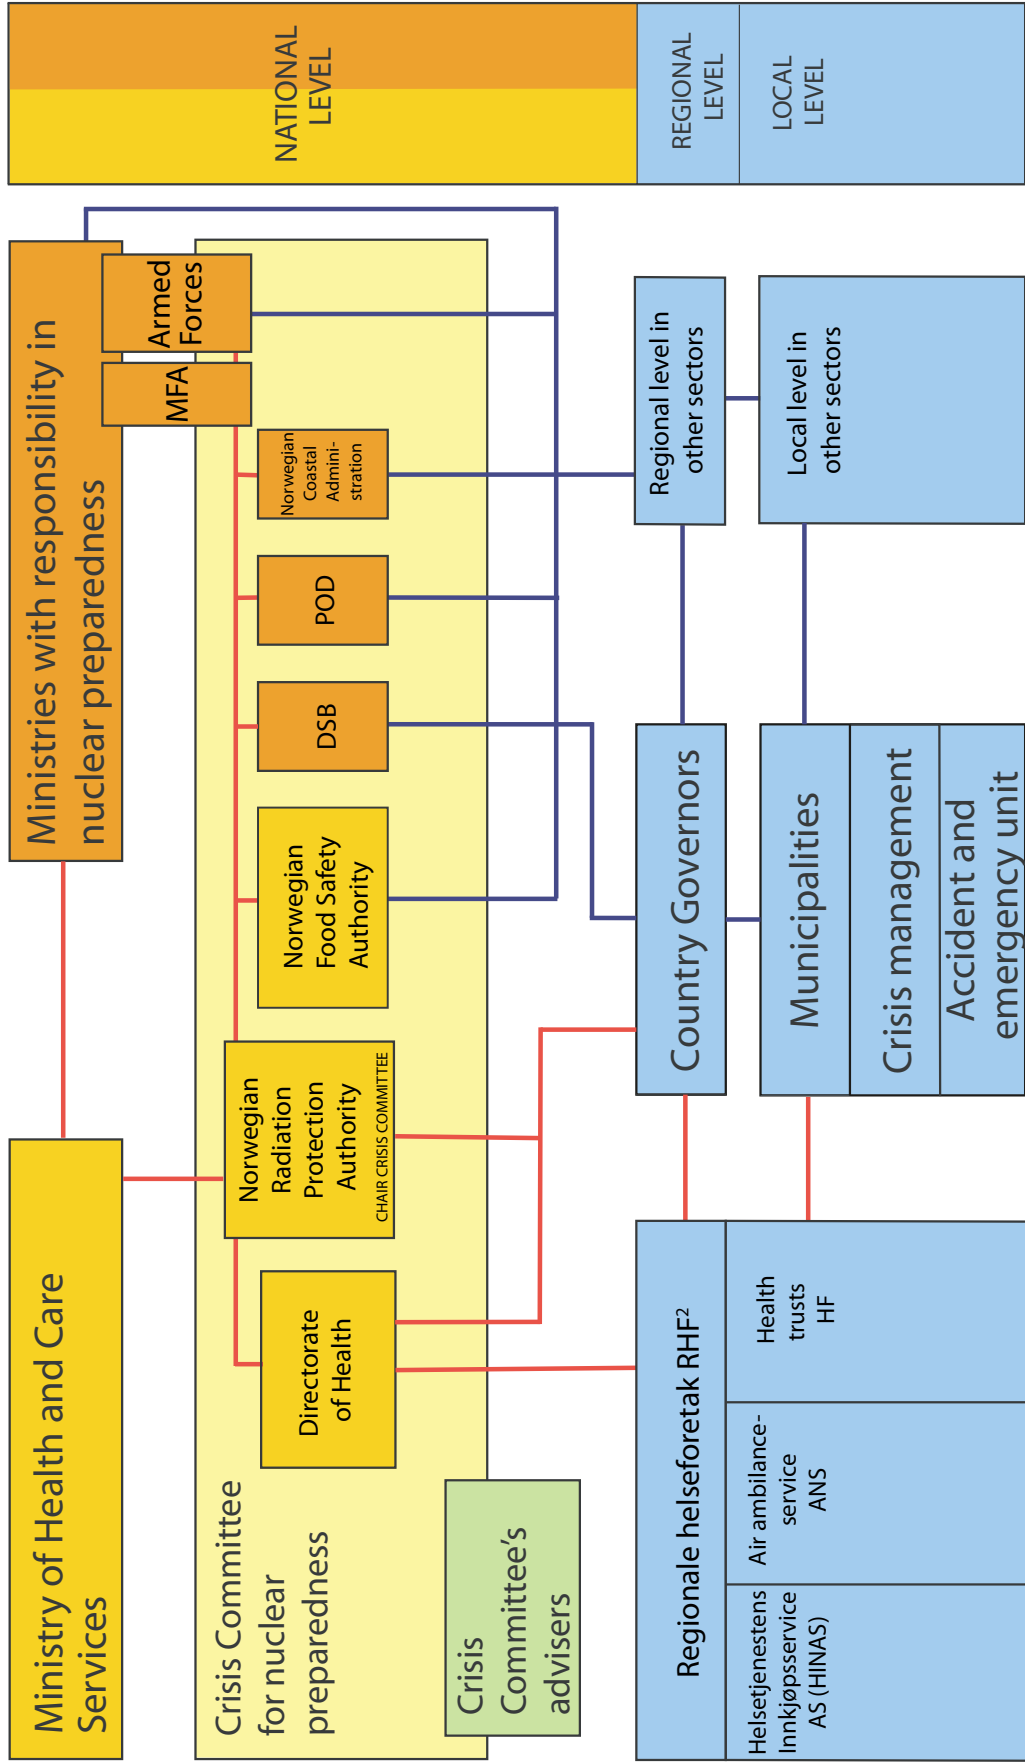 Ministry of Health and Care
Services
Ministries with responsibility in
nuclear preparedness
NATIONAL
LEVEL
Crisis Committee
for nuclear
preparedness
Directorate
of Health
Norwegian
Radiation
Protection
Authority
CHAIR CRISIS COMMITTEE
Norwegian
Food Safety
Authority
DSB
POD
Norwegian
Coastal
Admini-
stration
MFA
Armed
Forces
Crisis
Committee’s
advisers
Regionale helseforetak RHF²
Country Governors
Regional level in
other sectors
REGIONAL
LEVEL
Helsetjenestens
Innkjøpsservice
AS (HINAS)
Air ambilance-
service
ANS
Health
trusts
HF
Municipalities
Crisis management
Accident and
emergency unit
Local level in
other sectors
LOCAL
LEVEL